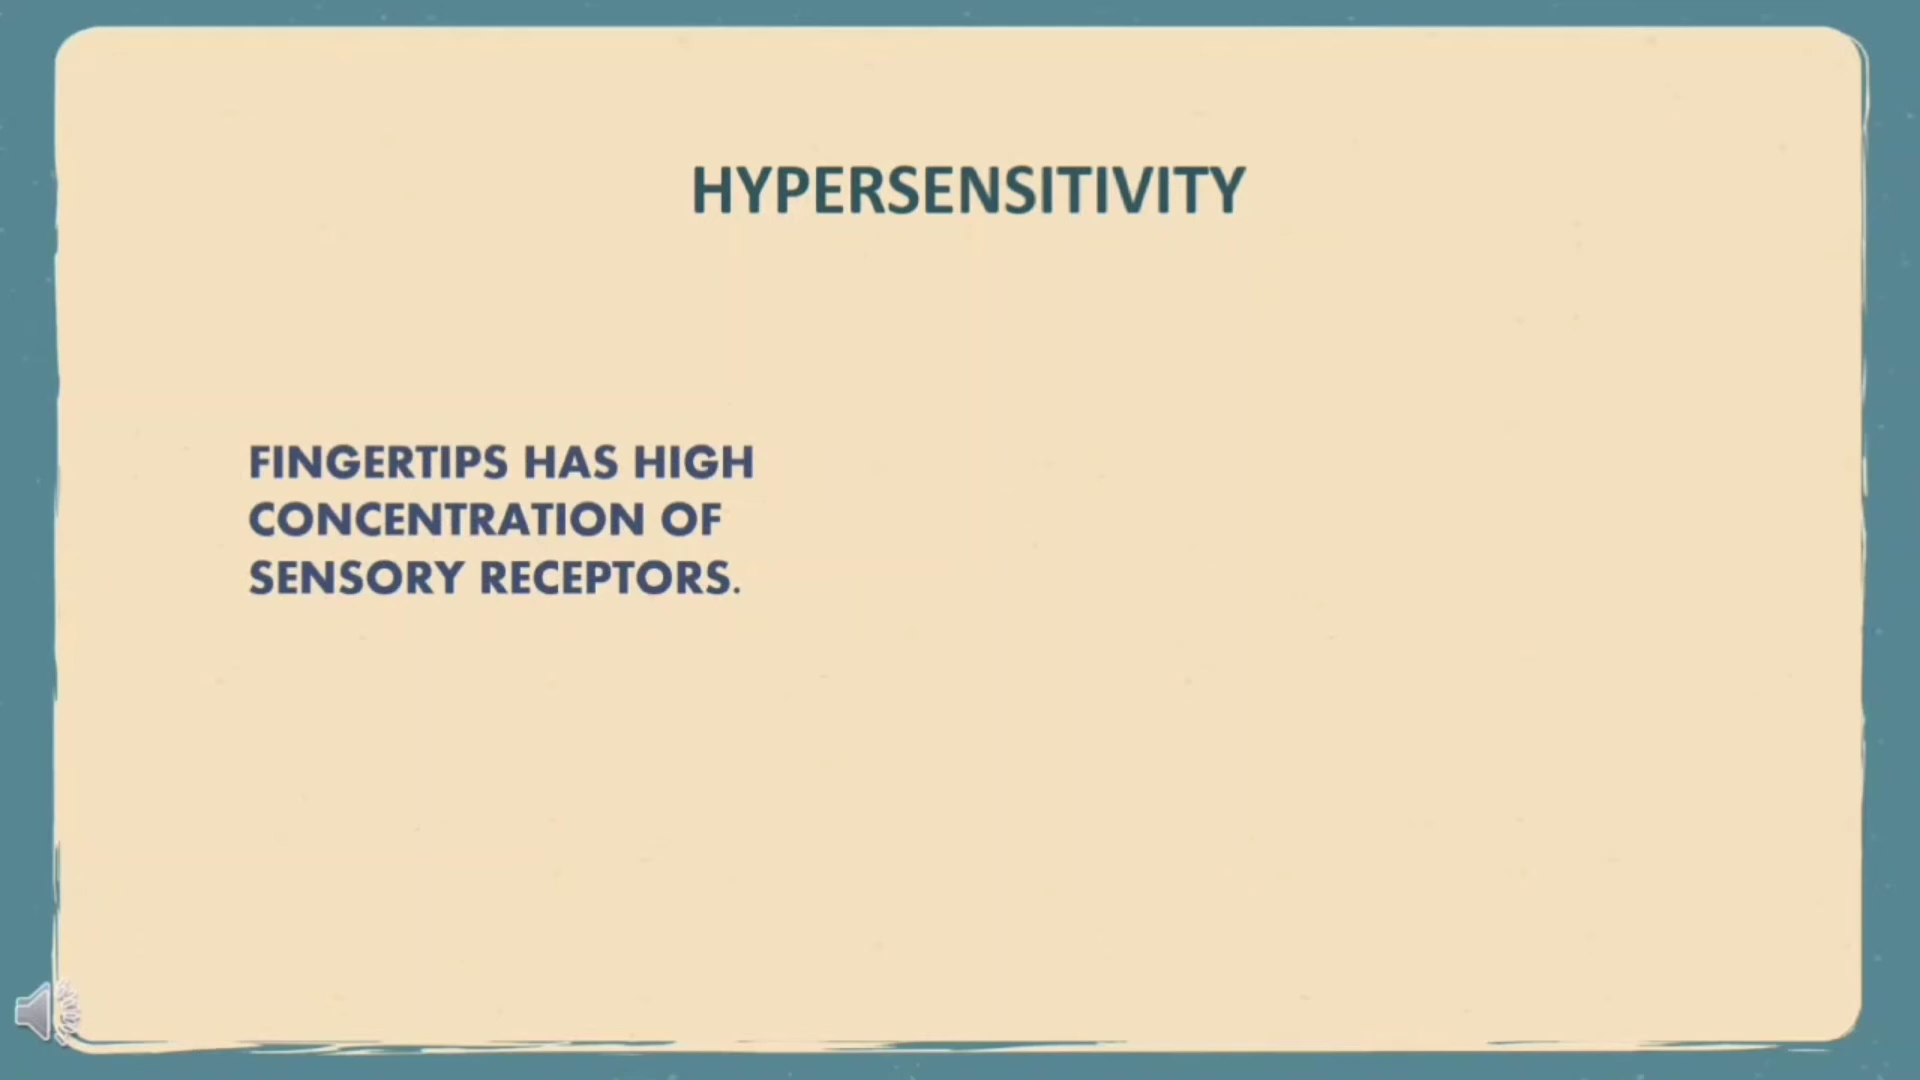 HYPERSENSITIVITY
FINGERTIPS HAS HIGH
CONCENTRATION OF
SENSORY RECEPTORS.